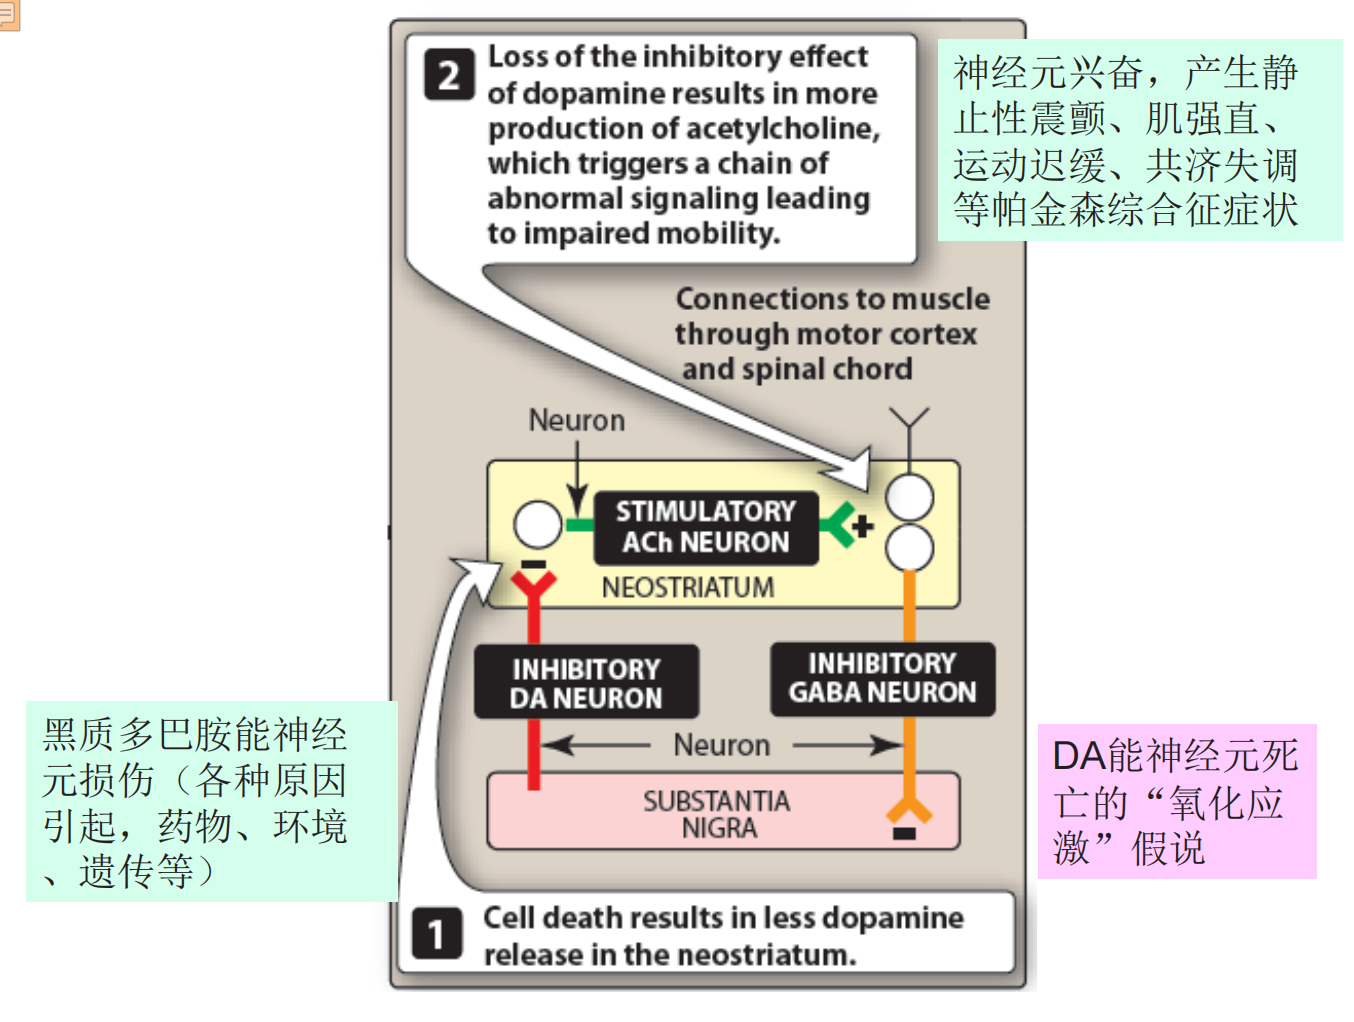 2
Loss of the inhibitory effect
of dopamine results in more
production of acetylcholine,
which triggers a chain of
abnormal signaling leading
to impaired mobility.
神经元兴奋，产生静
止性震颤、肌强直、
运动迟缓、共济失调
等帕金森综合征症状
Connections to muscle
through motor cortex
and spinal chord
Neuron
STIMULATORY
ACh NEURON
+
-
NEOSTRIATUM
INHIBITORY
DA NEURON
INHIBITORY
GABA NEURON
Neuron
SUBSTANTIA
NIGRA
-
黑质多巴胺能神经
元损伤（各种原因
引起，药物、环境
、遗传等）
DA能神经元死
亡的“氧化应
激”假说
1
Cell death results in less dopamine
release in the neostriatum.